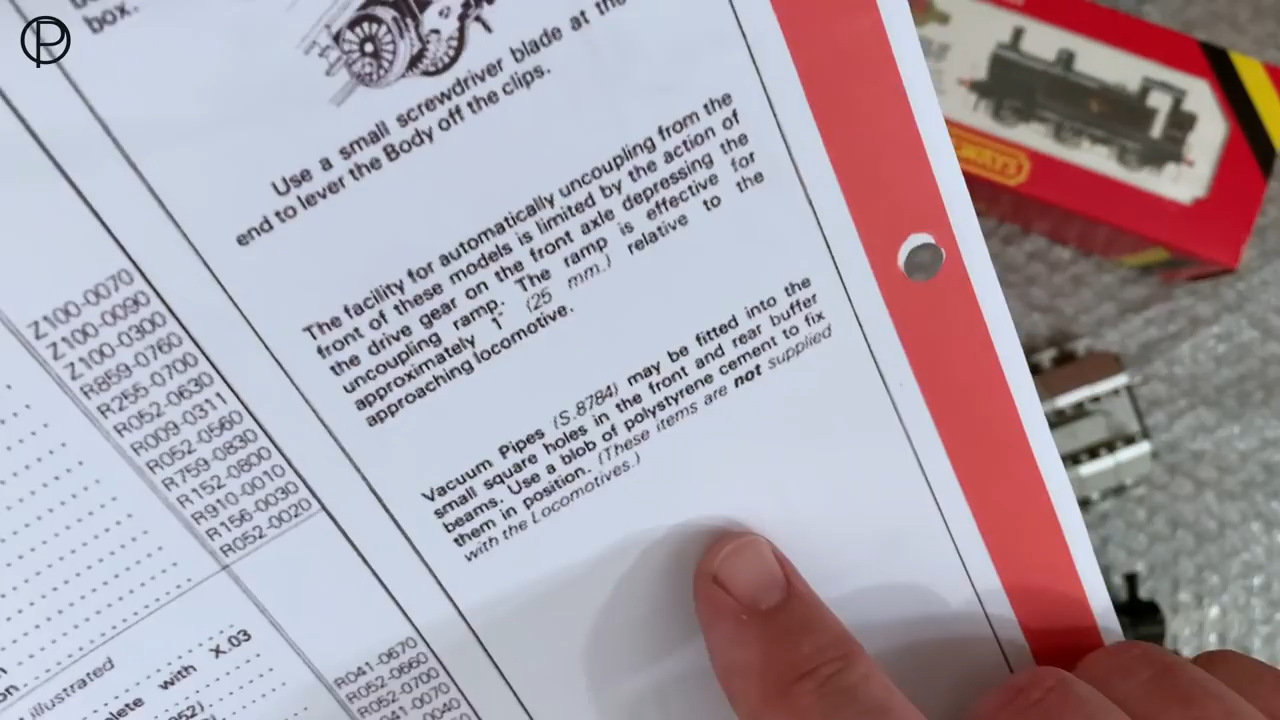 box.
Use a small screwdriver blade at the
end to lever the Body off the clips.
The facility for automatically uncoupling from the
front of these models is limited by the action of
the drive gear on the front axle depressing the
uncoupling ramp. The ramp is effective for
approximately 1" (25 mm.) relative to the
approaching locomotive.
Vacuum Pipes (S.8784) may be fitted into the
small square holes in the front and rear buffer
beams. Use a blob of polystyrene cement to fix
them in position. (These items are not supplied
with the Locomotives.)
Z100-0070
Z100-0090
Z100-0300
R859-0760
R255-0700
R052-0630
R009-0311
R052-0560
R759-0830
R152-0800
R910-0010
R156-0030
R052-0020
illustrated
with X.03
R041-0670
R052-0660
R052-0700